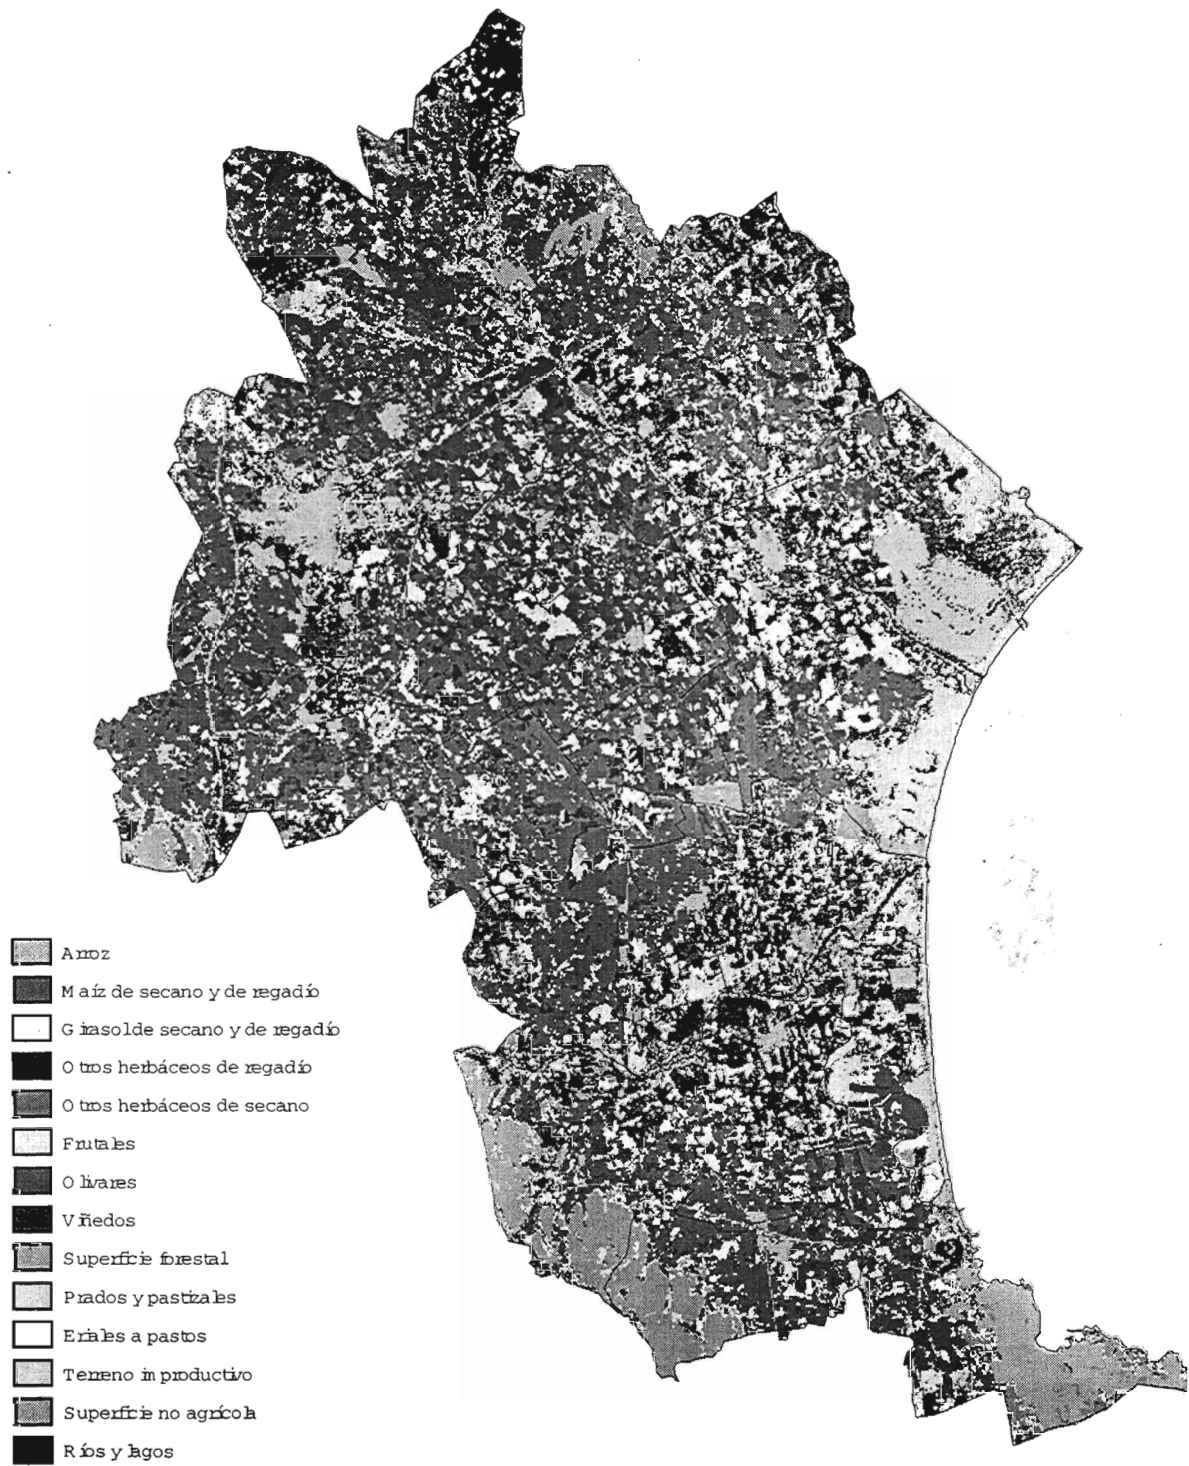 Arroz
Maíz de secano y de regadío
Girasol de secano y de regadío
Otros herbáceos de regadío
Otros herbáceos de secano
Frutales
Olivares
Viñedos
Superficie forestal
Prados y pastizales
Eriales a pastos
Terreno improductivo
Superficie no agrícola
Ríos y lagos